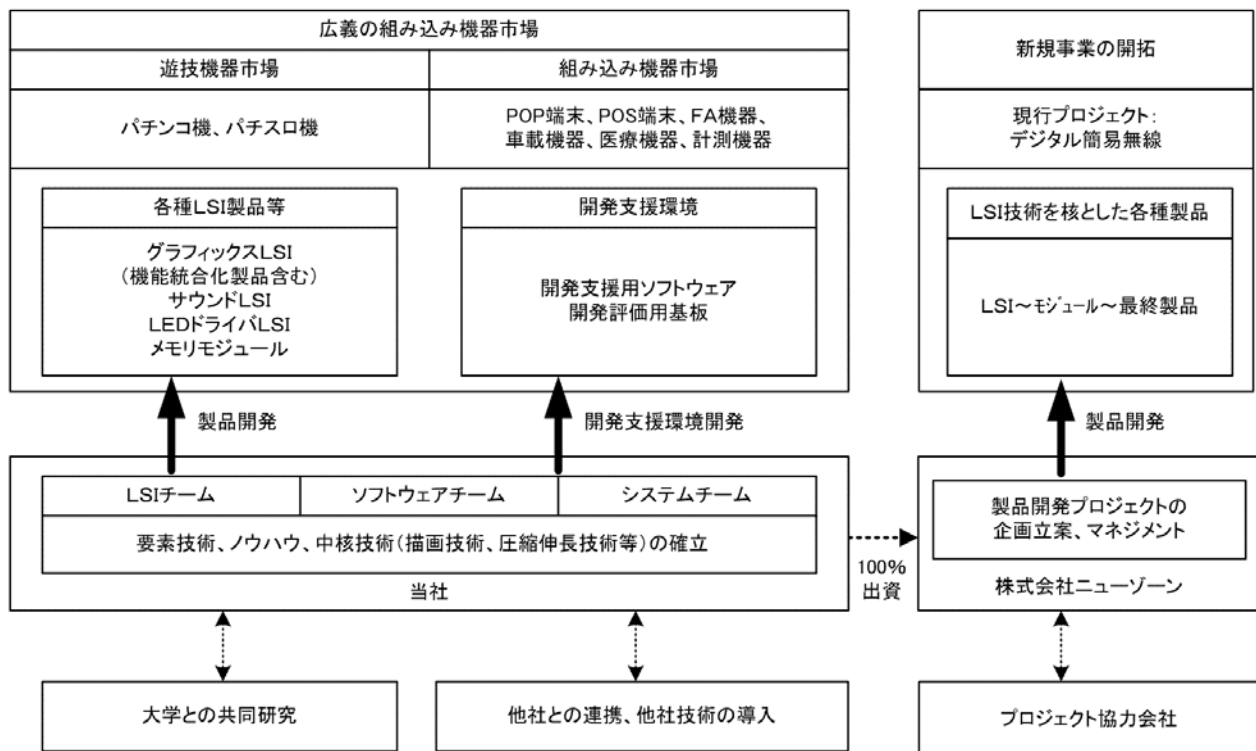 広義の組み込み機器市場
遊技機器市場
組み込み機器市場
パチンコ機、パチスロ機
POP端末、POS端末、FA機器、
車載機器、医療機器、計測機器
各種LSI製品等
グラフィックスLSI
(機能統合化製品含む)
サウンドLSI
LEDドライバLSI
メモリモジュール
開発支援環境
開発支援用ソフトウェア
開発評価用基板
新規事業の開拓
現行プロジェクト:
デジタル簡易無線
LSI技術を核とした各種製品
LSI~モジュール~最終製品
製品開発
開発支援環境開発
製品開発
LSIチーム
ソフトウェアチーム
システムチーム
要素技術、ノウハウ、中核技術(描画技術、圧縮伸長技術等)の確立
当社
100%
出資
製品開発プロジェクトの
企画立案、マネジメント
株式会社ニューゾーン
大学との共同研究
他社との連携、他社技術の導入
プロジェクト協力会社